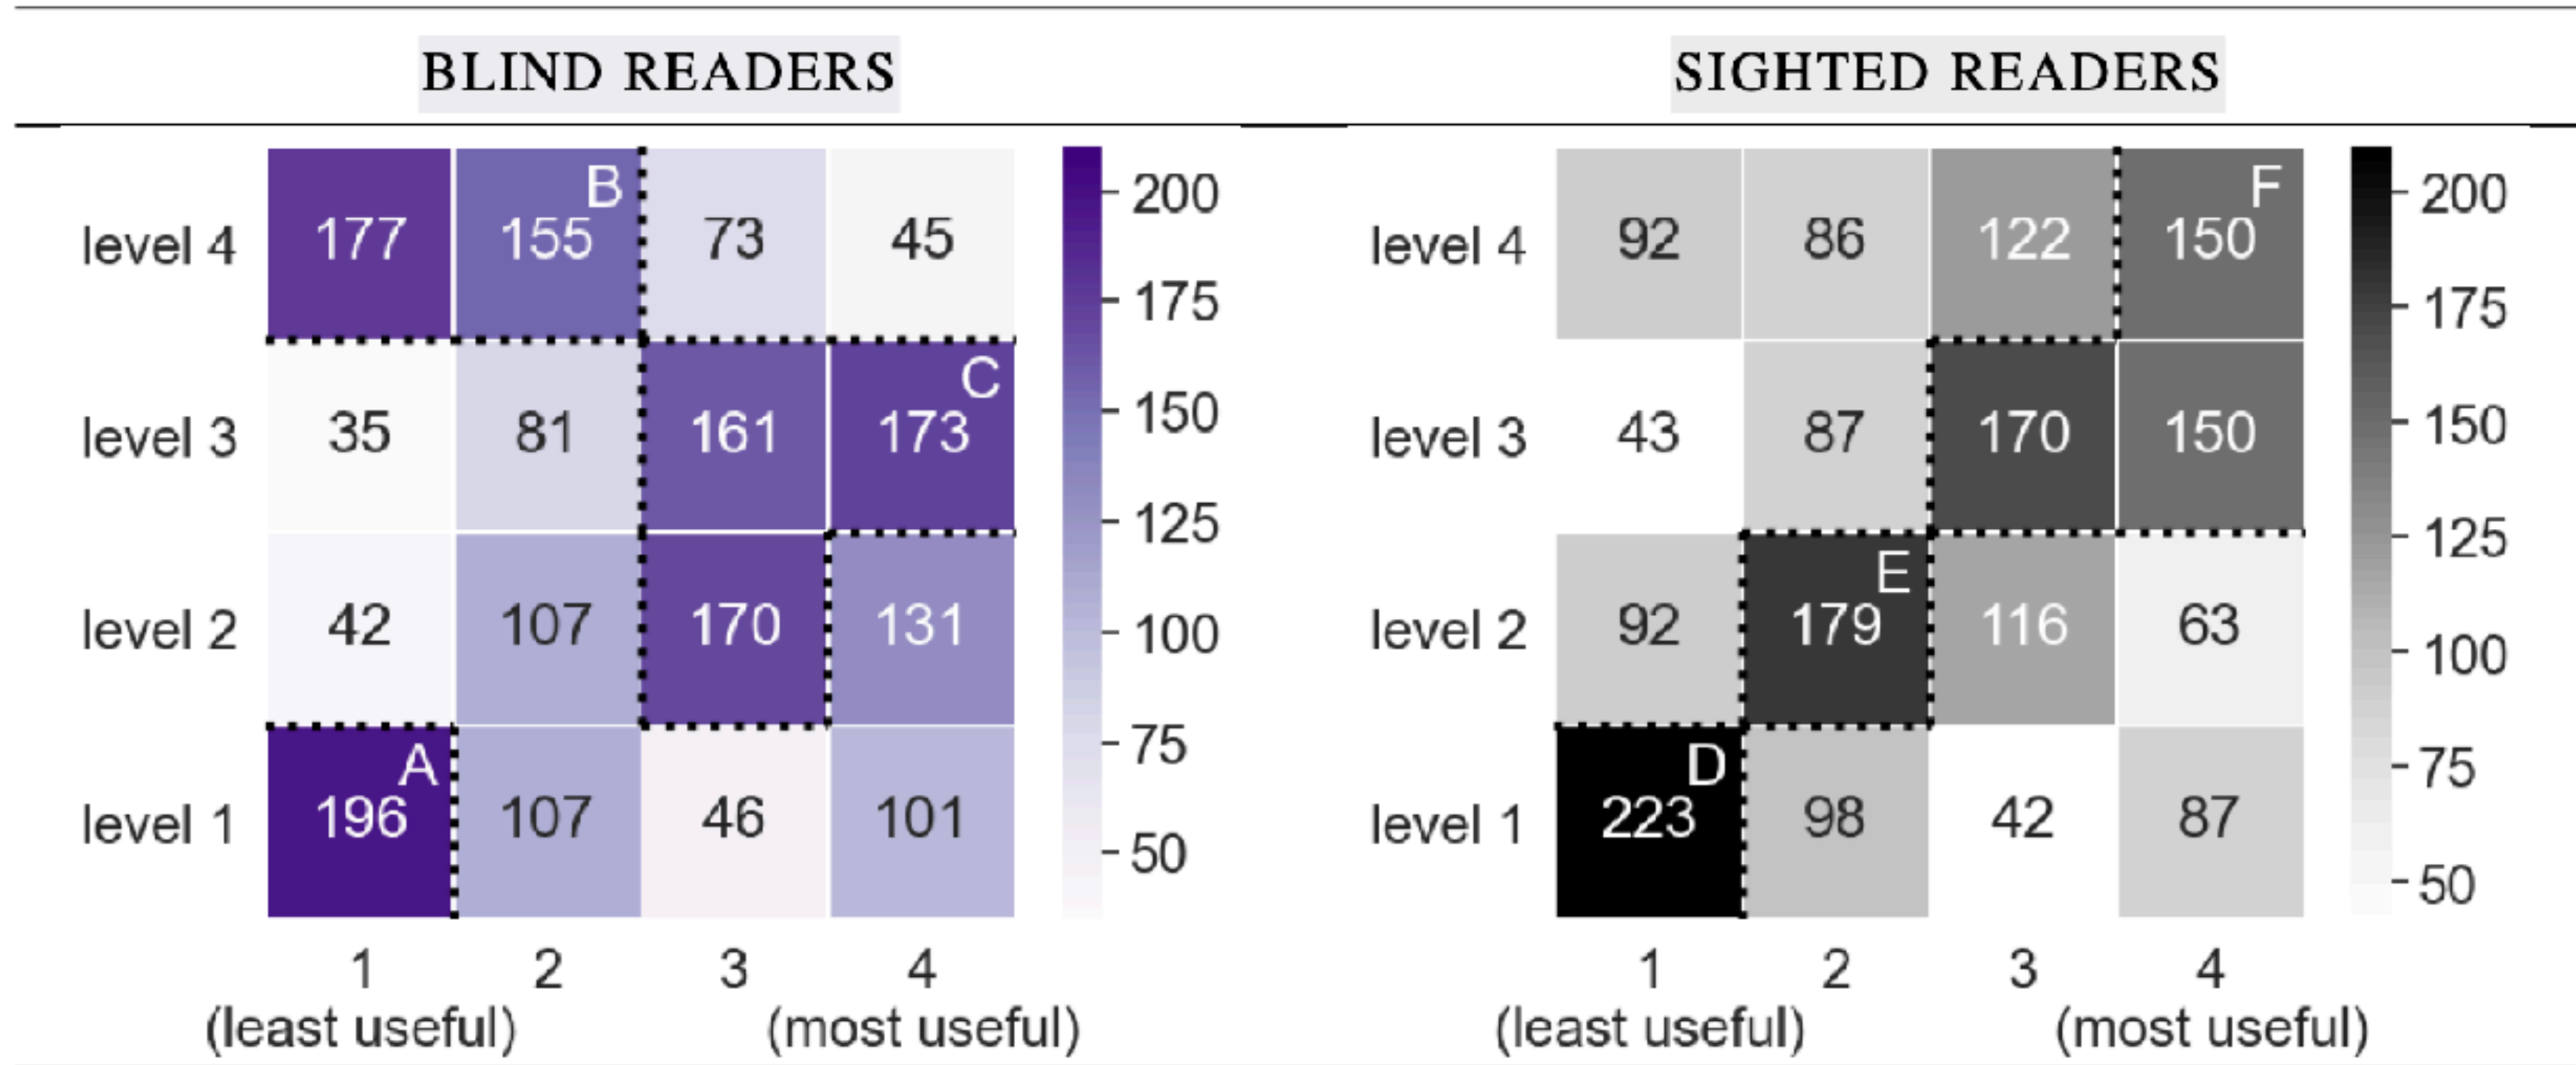 BLIND READERS
level 4 177 155 B 73 45
level 3 35 81 161 173 C
level 2 42 107 170 131
level 1 196 A 107 46 101
1 2 3 4
(least useful) (most useful)
200
175
150
125
100
75
50
SIGHTED READERS
level 4 92 86 122 150 F
level 3 43 87 170 150
level 2 92 179 E 116 63
level 1 223 D 98 42 87
1 2 3 4
(least useful) (most useful)
200
175
150
125
100
75
50